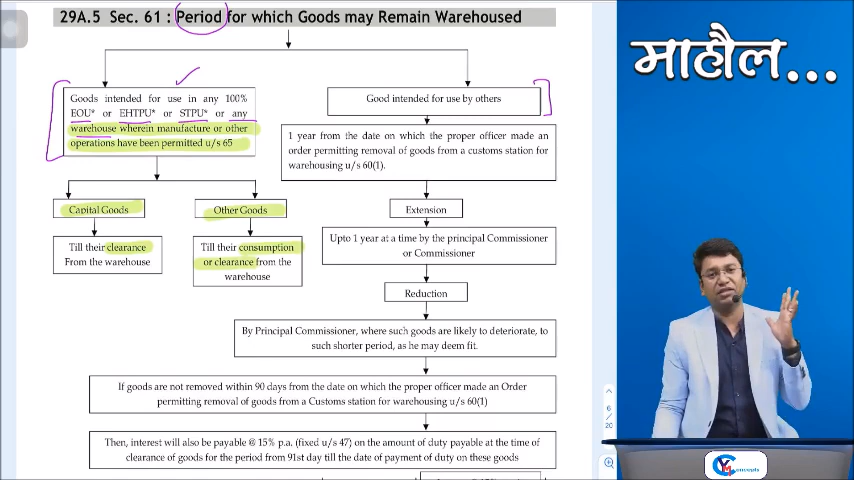 29A.5 Sec. 61 : Period for which Goods may Remain Warehoused
माहौल...
Goods intended for use in any 100%
EOU* or EHTPU* or STPU* or any
warehouse wherein manufacture or other
operations have been permitted u/s 65
Good intended for use by others
1 year from the date on which the proper officer made an
order permitting removal of goods from a customs station for
warehousing u/s 60(1).
Capital Goods
Other Goods
Extension
Till their clearance
From the warehouse
Till their consumption
or clearance from the
warehouse
Upto 1 year at a time by the principal Commissioner
or Commissioner
Reduction
By Principal Commissioner, where such goods are likely to deteriorate, to
such shorter period, as he may deem fit.
If goods are not removed within 90 days from the date on which the proper officer made an Order
permitting removal of goods from a Customs station for warehousing u/s 60(1)
Then, interest will also be payable @ 15% p.a. (fixed u/s 47) on the amount of duty payable at the time of
clearance of goods for the period from 91st day till the date of payment of duty on these goods
6
/
20